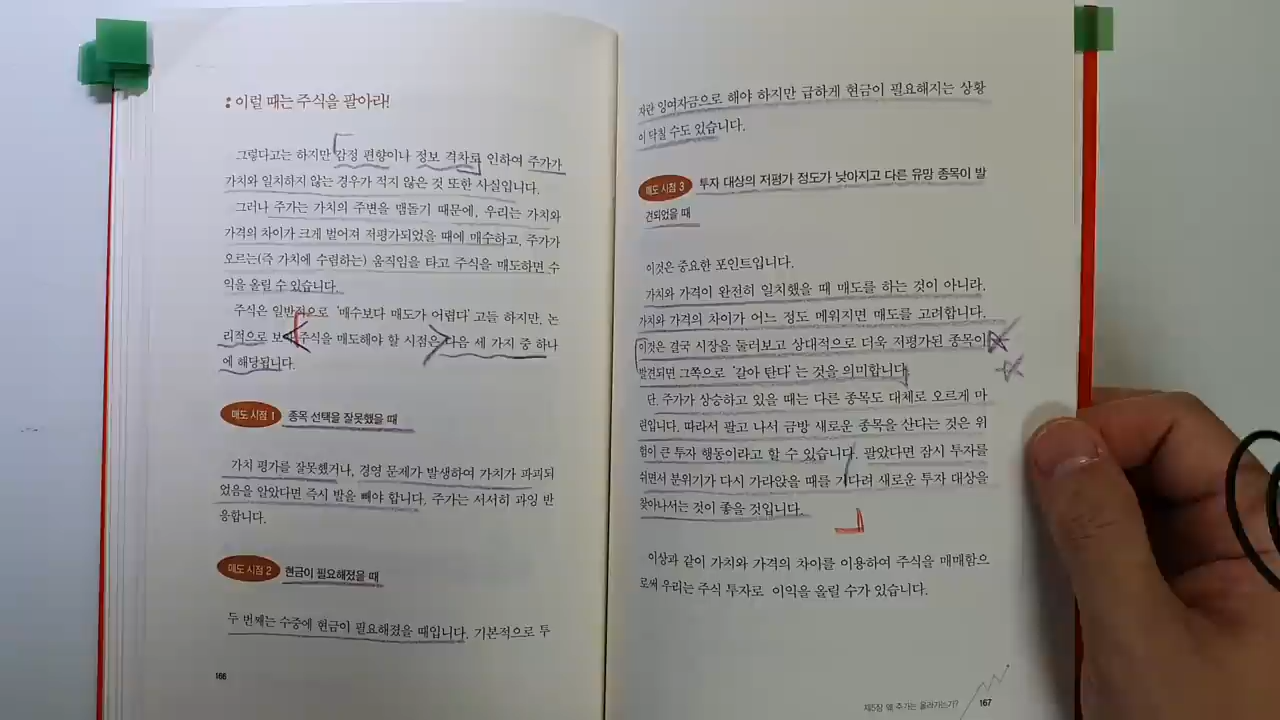 : 이럴 때는 주식을 팔아라!
그렇다고는 하지만 감정 편향이나 정보 격차로 인하여 주가가
가치와 일치하지 않는 경우가 적지 않은 것 또한 사실입니다.
그러나 주가는 가치의 주변을 맴돌기 때문에, 우리는 가치와
가격의 차이가 크게 벌어져 저평가되었을 때에 매수하고, 주가가
오르는(즉 가치에 수렴하는) 움직임을 타고 주식을 매도하면 수
익을 올릴 수 있습니다.
주식은 일반적으로 '매수보다 매도가 어렵다' 고들 하지만, 논
리적으로 보 주식을 매도해야 할 시점은 다음 세 가지 중 하나
에 해당됩니다.
매도 시점 1 종목 선택을 잘못했을 때
가치 평가를 잘못했거나, 경영 문제가 발생하여 가치가 파괴되
었음을 알았다면 즉시 발을 빼야 합니다. 주가는 서서히 과잉 반
응합니다.
매도 시점 2 현금이 필요해졌을 때
두 번째는 수중에 현금이 필요해졌을 때입니다. 기본적으로 투
166
자란 잉여자금으로 해야 하지만 급하게 현금이 필요해지는 상황
이 닥칠 수도 있습니다.
매도 시점 3 투자 대상의 저평가 정도가 낮아지고 다른 유망 종목이 발
견되었을 때
이것은 중요한 포인트입니다.
가치와 가격이 완전히 일치했을 때 매도를 하는 것이 아니라,
가치와 가격의 차이가 어느 정도 메워지면 매도를 고려합니다.
이것은 결국 시장을 둘러보고 상대적으로 더욱 저평가된 종목이
발견되면 그쪽으로 '갈아 탄다' 는 것을 의미합니다.
단, 주가가 상승하고 있을 때는 다른 종목도 대체로 오르게 마
련입니다. 따라서 팔고 나서 금방 새로운 종목을 산다는 것은 위
험이 큰 투자 행동이라고 할 수 있습니다. 팔았다면 잠시 투자를
쉬면서 분위기가 다시 가라앉을 때를 기다려 새로운 투자 대상을
찾아나서는 것이 좋을 것입니다.
이상과 같이 가치와 가격의 차이를 이용하여 주식을 매매함으
로써 우리는 주식 투자로 이익을 올릴 수가 있습니다.
제5장 왜 주가는 올라가는가? 167